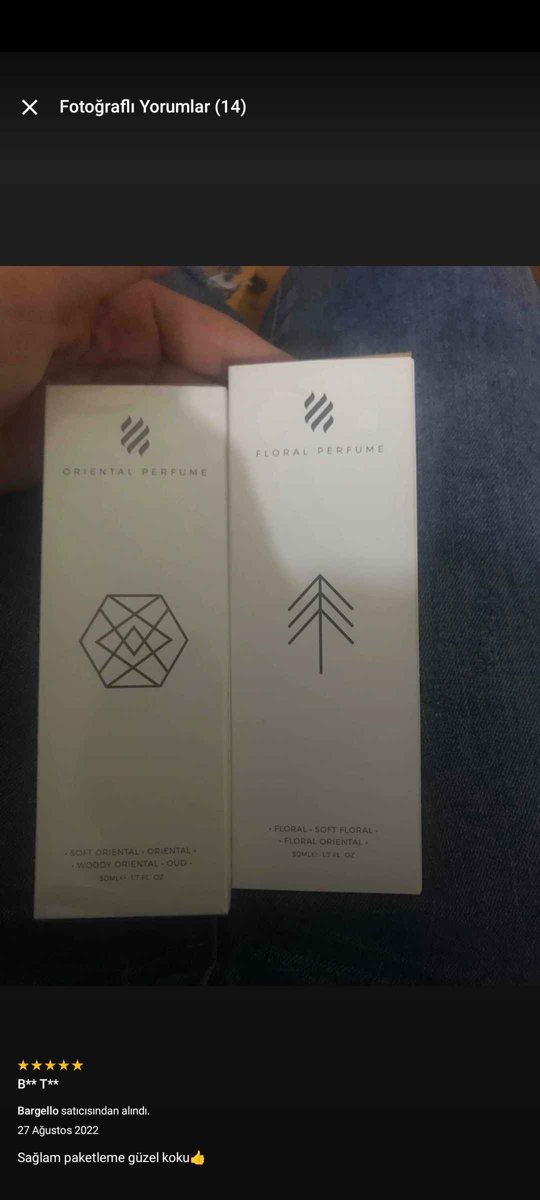 Fotoğraflı Yorumlar (14)
ORIENTAL PERFUME
FLORAL PERFUME
• FLORAL • SOFT FLORAL •
• FLORAL ORIENTAL •
50ML℮ 1.7 FL. OZ
• SOFT ORIENTAL • ORIENTAL •
• WOODY ORIENTAL • OUD •
50ML℮ 1.7 FL. OZ
B** T**
Bargello satıcısından alındı.
27 Ağustos 2022
Sağlam paketleme güzel koku👍